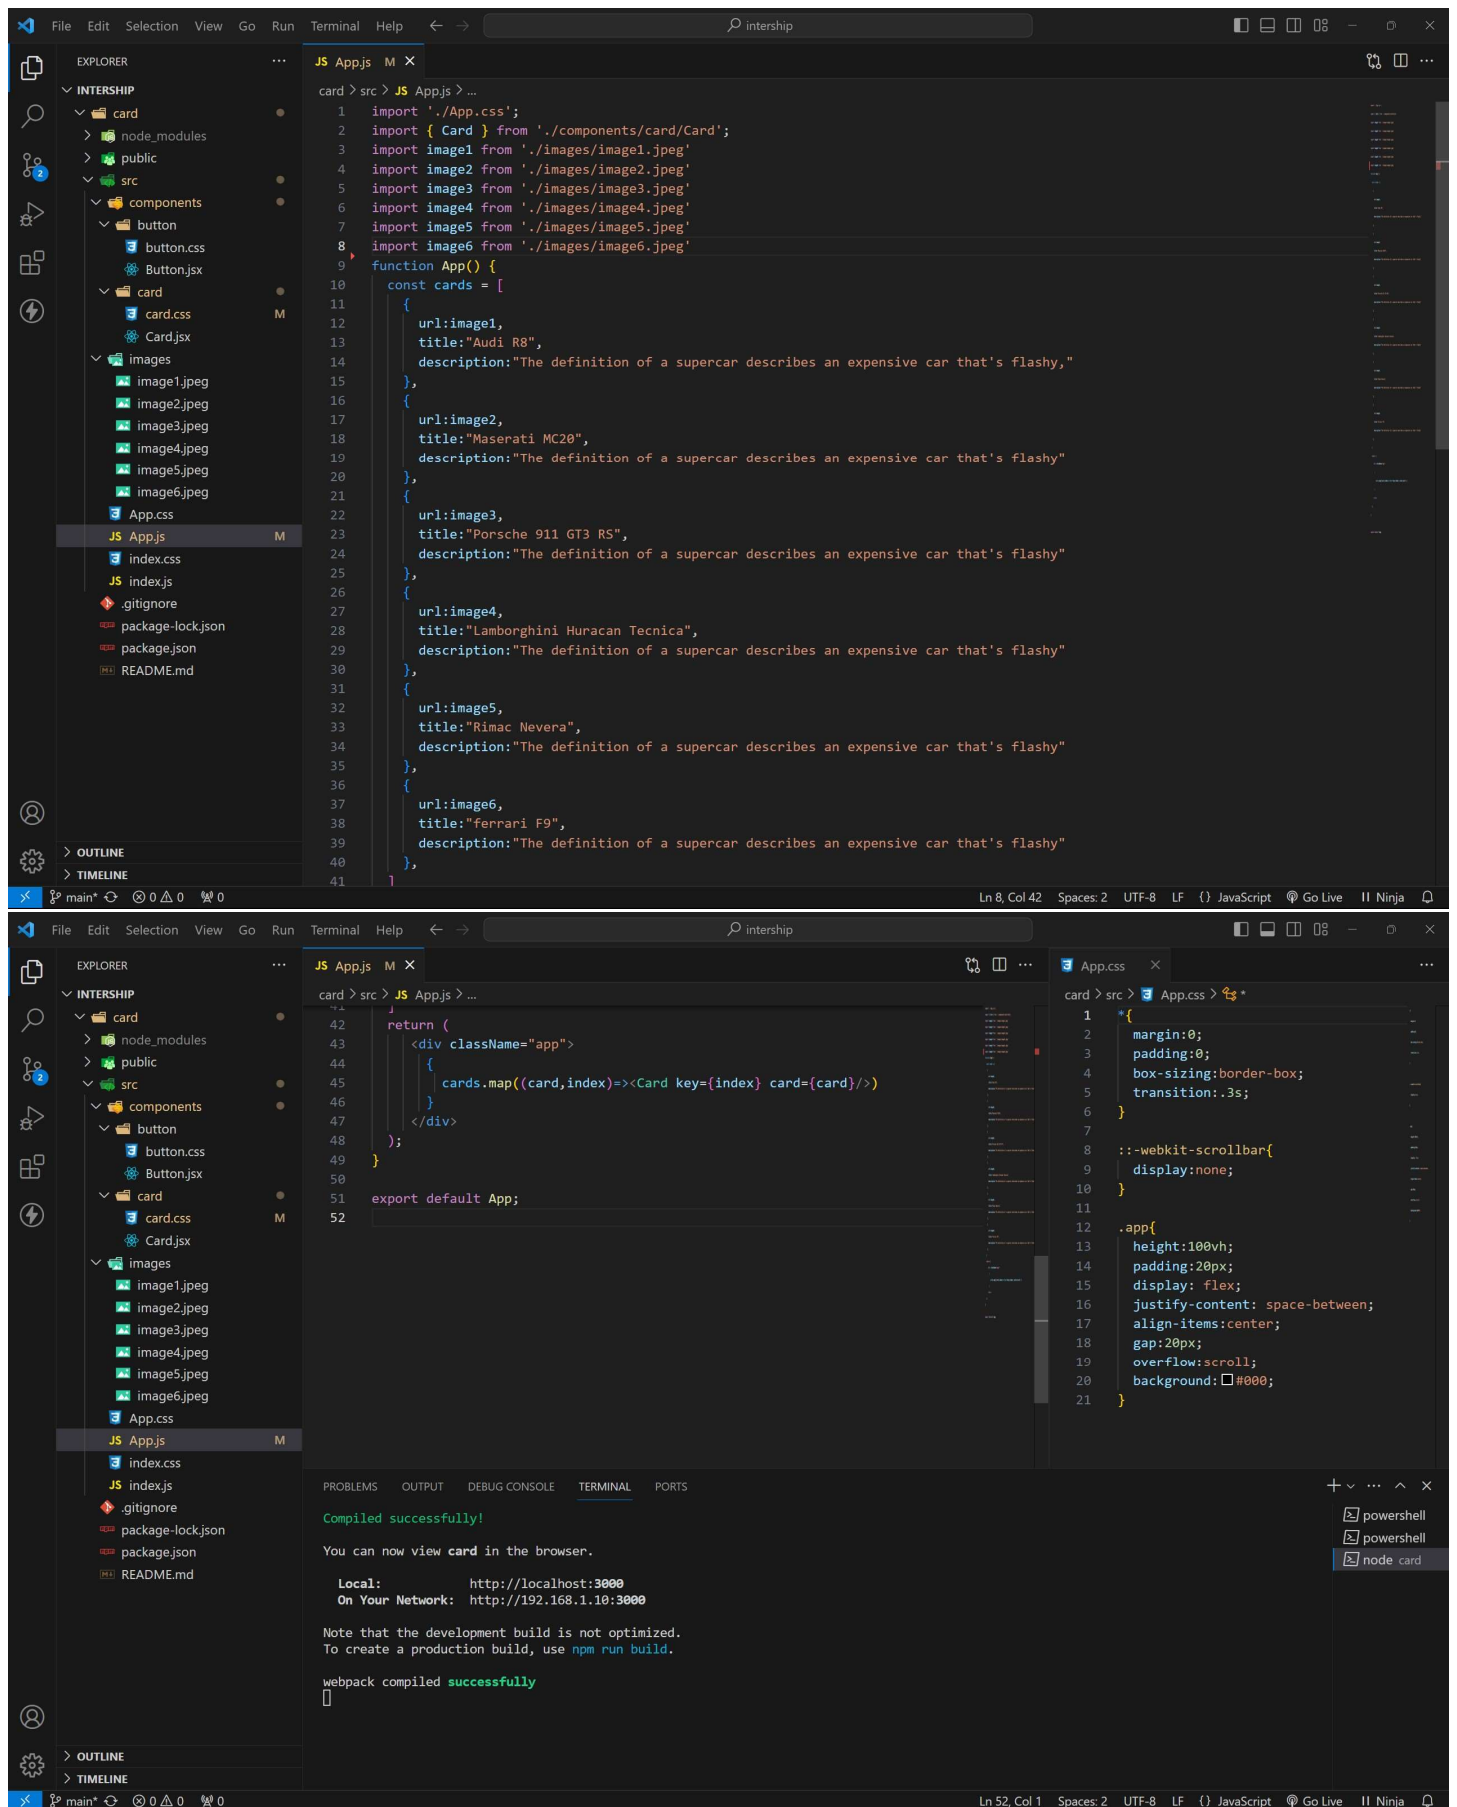 File Edit Selection View Go Run Terminal Help intership
EXPLORER
INTERSHIP
card
node_modules
public
src
components
button
button.css
Button.jsx
card
card.css M
Card.jsx
images
image1.jpeg
image2.jpeg
image3.jpeg
image4.jpeg
image5.jpeg
image6.jpeg
App.css
JS App.js M
index.css
JS index.js
.gitignore
package-lock.json
package.json
README.md
OUTLINE
TIMELINE
JS App.js M
card > src > JS App.js > ...
1 import './App.css';
2 import { Card } from './components/card/Card';
3 import image1 from './images/image1.jpeg'
4 import image2 from './images/image2.jpeg'
5 import image3 from './images/image3.jpeg'
6 import image4 from './images/image4.jpeg'
7 import image5 from './images/image5.jpeg'
8 import image6 from './images/image6.jpeg'
9 function App() {
10 const cards = [
11 {
12 url:image1,
13 title:"Audi R8",
14 description:"The definition of a supercar describes an expensive car that's flashy,"
15 },
16 {
17 url:image2,
18 title:"Maserati MC20",
19 description:"The definition of a supercar describes an expensive car that's flashy"
20 },
21 {
22 url:image3,
23 title:"Porsche 911 GT3 RS",
24 description:"The definition of a supercar describes an expensive car that's flashy"
25 },
26 {
27 url:image4,
28 title:"Lamborghini Huracan Tecnica",
29 description:"The definition of a supercar describes an expensive car that's flashy"
30 },
31 {
32 url:image5,
33 title:"Rimac Nevera",
34 description:"The definition of a supercar describes an expensive car that's flashy"
35 },
36 {
37 url:image6,
38 title:"ferrari F9",
39 description:"The definition of a supercar describes an expensive car that's flashy"
40 },
41 ]
main* 0 0 0 Ln 8, Col 42 Spaces: 2 UTF-8 LF {} JavaScript Go Live Ninja
File Edit Selection View Go Run Terminal Help intership
EXPLORER
INTERSHIP
card
node_modules
public
src
components
button
button.css
Button.jsx
card
card.css M
Card.jsx
images
image1.jpeg
image2.jpeg
image3.jpeg
image4.jpeg
image5.jpeg
image6.jpeg
App.css
JS App.js M
index.css
JS index.js
.gitignore
package-lock.json
package.json
README.md
OUTLINE
TIMELINE
JS App.js M
card > src > JS App.js > ...
41 ]
42 return (
43 <div className="app">
44 {
45 cards.map((card,index)=><Card key={index} card={card}/>)
46 }
47 </div>
48 );
49 }
50
51 export default App;
52
App.css
card > src > App.css > *
1 *{
2 margin:0;
3 padding:0;
4 box-sizing:border-box;
5 transition:.3s;
6 }
7
8 ::-webkit-scrollbar{
9 display:none;
10 }
11
12 .app{
13 height:100vh;
14 padding:20px;
15 display: flex;
16 justify-content: space-between;
17 align-items:center;
18 gap:20px;
19 overflow:scroll;
20 background:#000;
21 }
PROBLEMS OUTPUT DEBUG CONSOLE TERMINAL PORTS
Compiled successfully!
You can now view card in the browser.
Local: http://localhost:3000
On Your Network: http://192.168.1.10:3000
Note that the development build is not optimized.
To create a production build, use npm run build.
webpack compiled successfully
powershell
powershell
node card
main* 0 0 0 Ln 52, Col 1 Spaces: 2 UTF-8 LF {} JavaScript Go Live Ninja